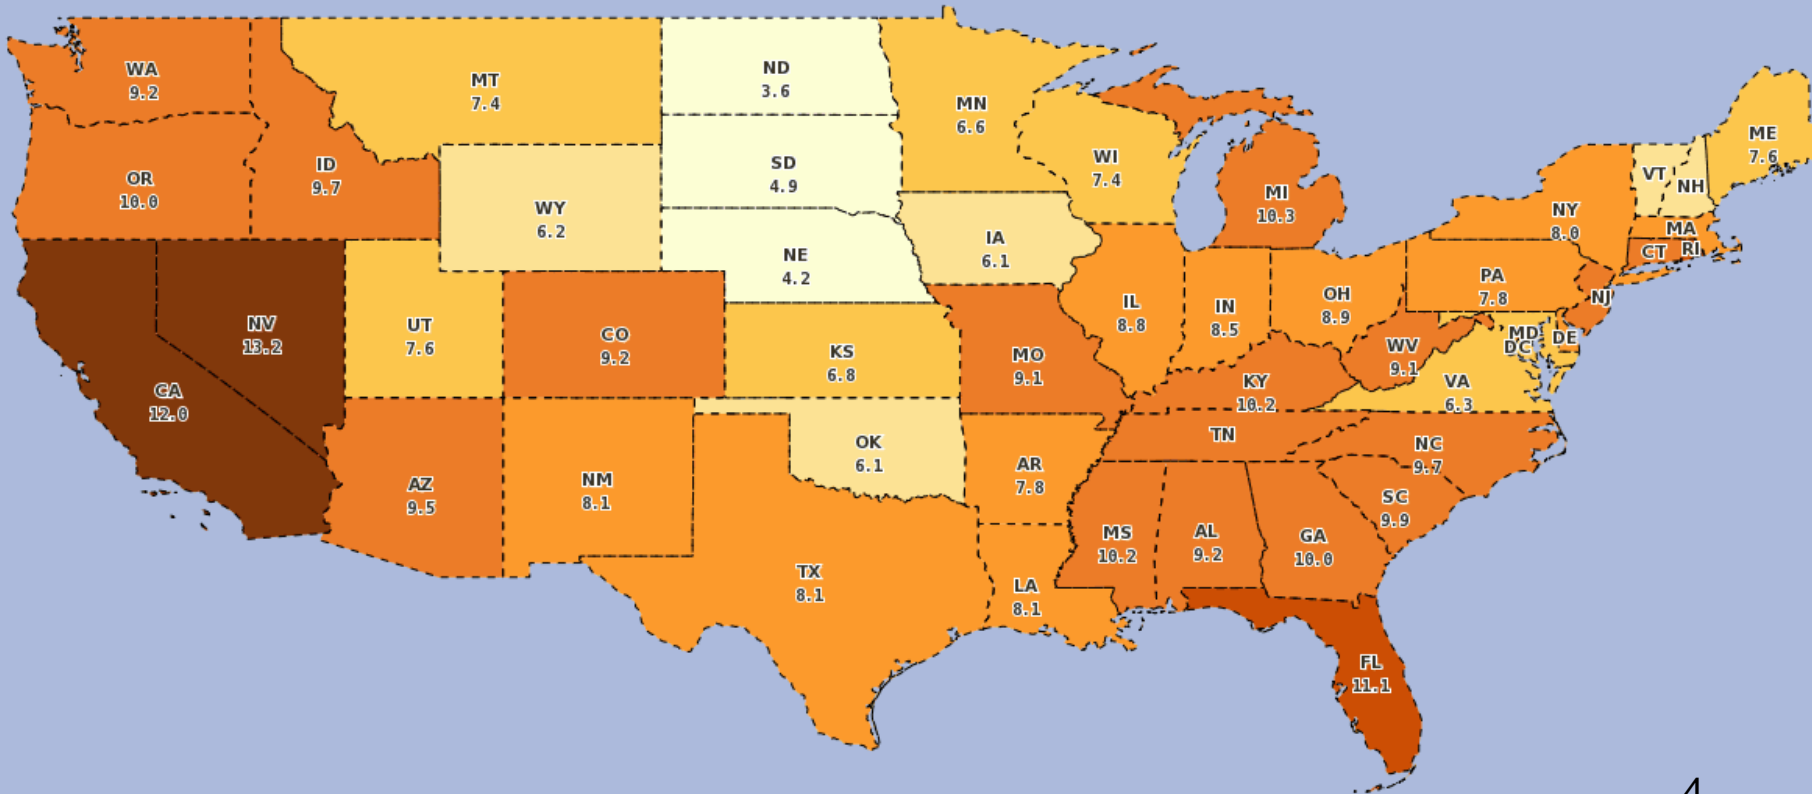 WA
9.2
MT
7.4
ND
3.6
MN
6.6
ME
7.6
OR
10.0
ID
9.7
SD
4.9
WI
7.4
MI
10.3
VT
NH
WY
6.2
NE
4.2
IA
6.1
NY
8.0
MA
CT
RI
NV
13.2
UT
7.6
CO
9.2
KS
6.8
MO
9.1
IL
8.8
IN
8.5
OH
8.9
PA
7.8
NJ
WV
9.1
MD
DC
DE
CA
12.0
KY
10.2
VA
6.3
AZ
9.5
NM
8.1
OK
6.1
AR
7.8
TN
NC
9.7
SC
9.9
TX
8.1
LA
8.1
MS
10.2
AL
9.2
GA
10.0
FL
11.1
4